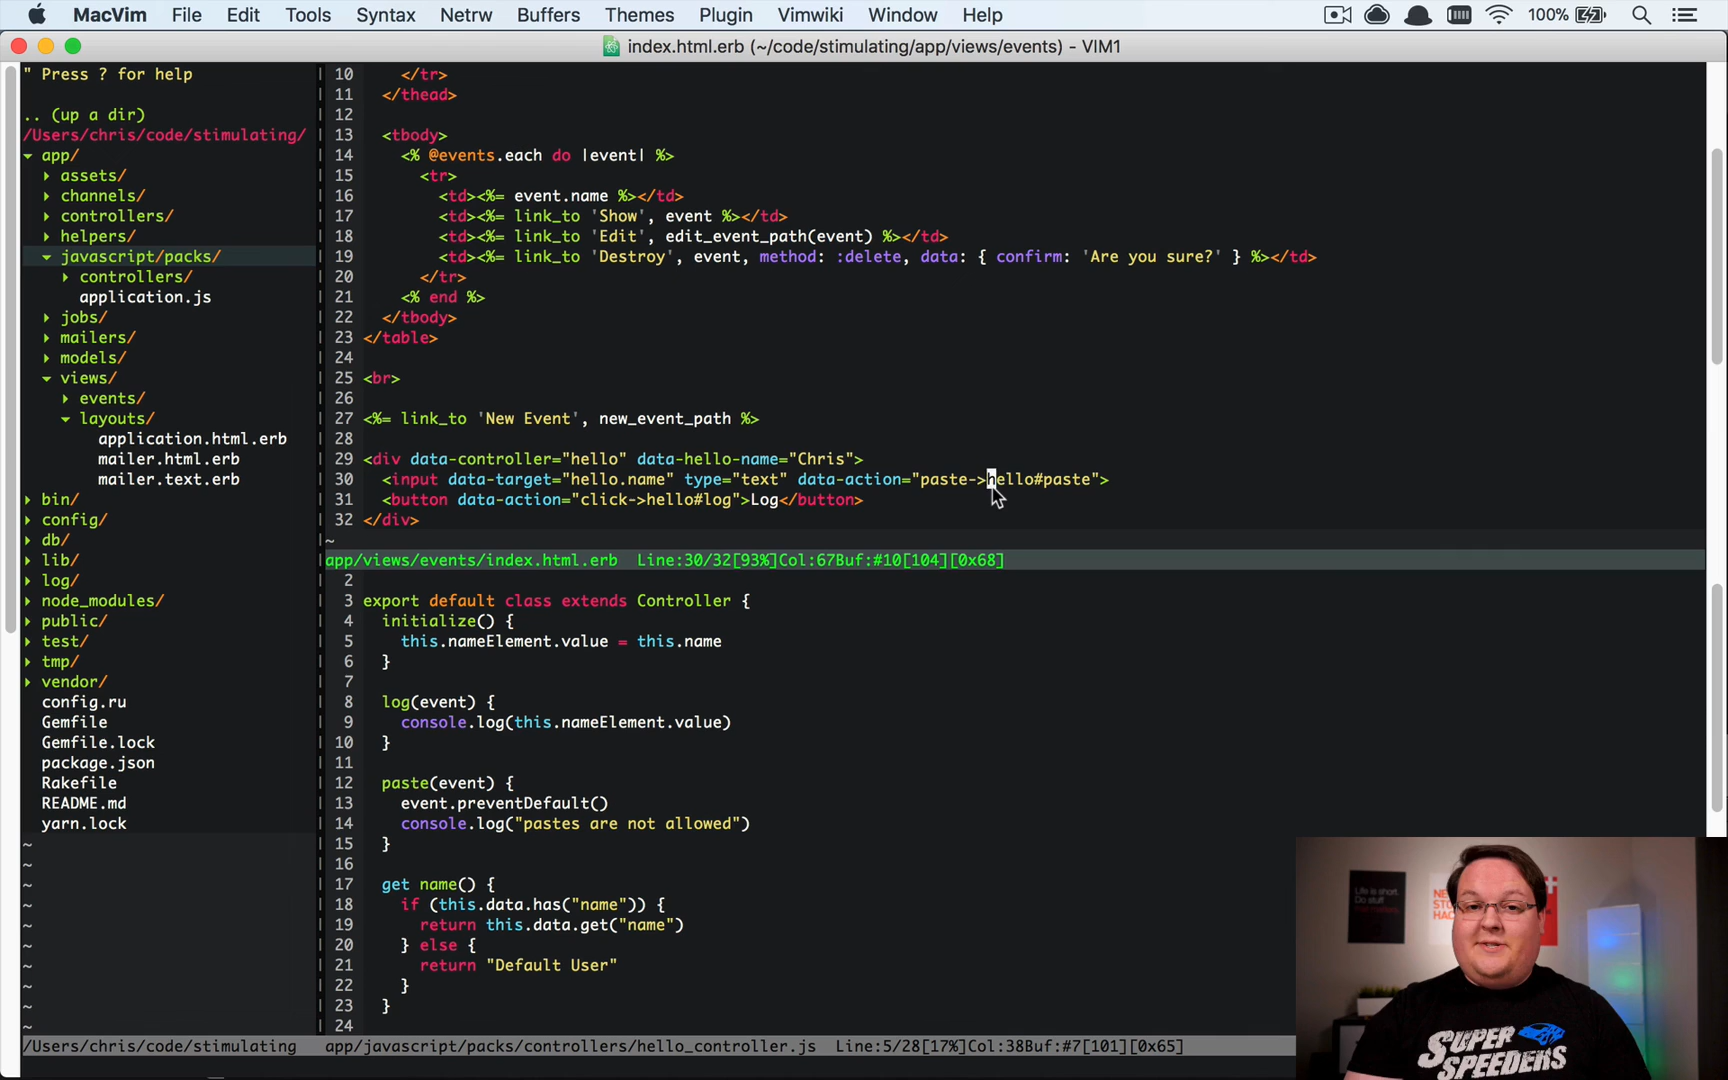 MacVim File Edit Tools Syntax Netrw Buffers Themes Plugin Vimwiki Window Help 100%
index.html.erb (~/code/stimulating/app/views/events) - VIM1
" Press ? for help
.. (up a dir)
/Users/chris/code/stimulating/
app/
assets/
channels/
controllers/
helpers/
javascript/packs/
controllers/
application.js
jobs/
mailers/
models/
views/
events/
layouts/
application.html.erb
mailer.html.erb
mailer.text.erb
bin/
config/
db/
lib/
log/
node_modules/
public/
test/
tmp/
vendor/
config.ru
Gemfile
Gemfile.lock
package.json
Rakefile
README.md
yarn.lock
~
~
~
~
~
~
~
~
~
~
/Users/chris/code/stimulating
10 </tr>
11 </thead>
12
13 <tbody>
14 <% @events.each do |event| %>
15 <tr>
16 <td><%= event.name %></td>
17 <td><%= link_to 'Show', event %></td>
18 <td><%= link_to 'Edit', edit_event_path(event) %></td>
19 <td><%= link_to 'Destroy', event, method: :delete, data: { confirm: 'Are you sure?' } %></td>
20 </tr>
21 <% end %>
22 </tbody>
23 </table>
24
25 <br>
26
27 <%= link_to 'New Event', new_event_path %>
28
29 <div data-controller="hello" data-hello-name="Chris">
30 <input data-target="hello.name" type="text" data-action="paste->hello#paste">
31 <button data-action="click->hello#log">Log</button>
32 </div>
~
app/views/events/index.html.erb Line:30/32[93%]Col:67Buf:#10[104][0x68]
2
3 export default class extends Controller {
4 initialize() {
5 this.nameElement.value = this.name
6 }
7
8 log(event) {
9 console.log(this.nameElement.value)
10 }
11
12 paste(event) {
13 event.preventDefault()
14 console.log("pastes are not allowed")
15 }
16
17 get name() {
18 if (this.data.has("name")) {
19 return this.data.get("name")
20 } else {
21 return "Default User"
22 }
23 }
24
app/javascript/packs/controllers/hello_controller.js Line:5/28[17%]Col:38Buf:#7[101][0x65]
Life is short.
Do stuff
SUPER
SPEEDERS